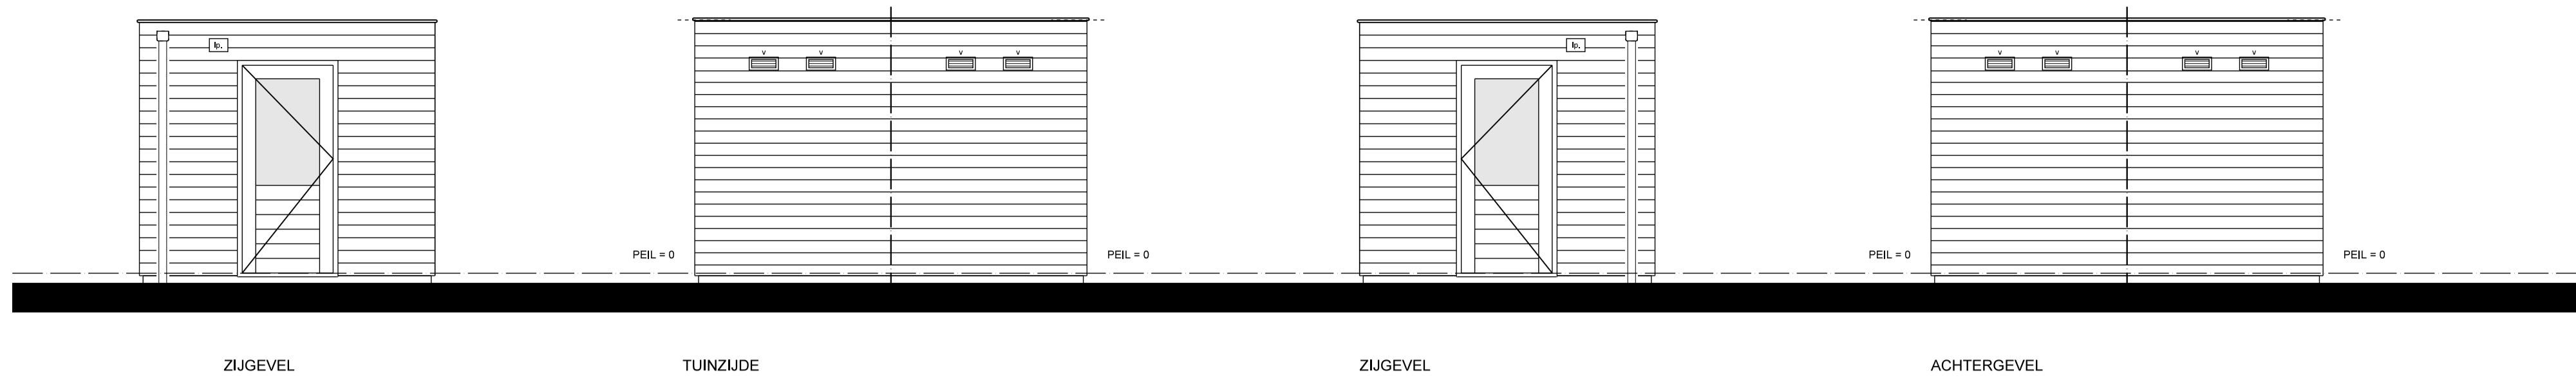 lp.
v v v v
lp.
v v v v
PEIL = 0 PEIL = 0 PEIL = 0 PEIL = 0
ZIJGEVEL TUINZIJDE ZIJGEVEL ACHTERGEVEL